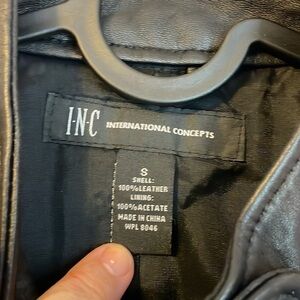 I·N·C INTERNATIONAL CONCEPTS
S
SHELL:
100%LEATHER
LINING:
100%ACETATE
MADE IN CHINA
WPL 8046